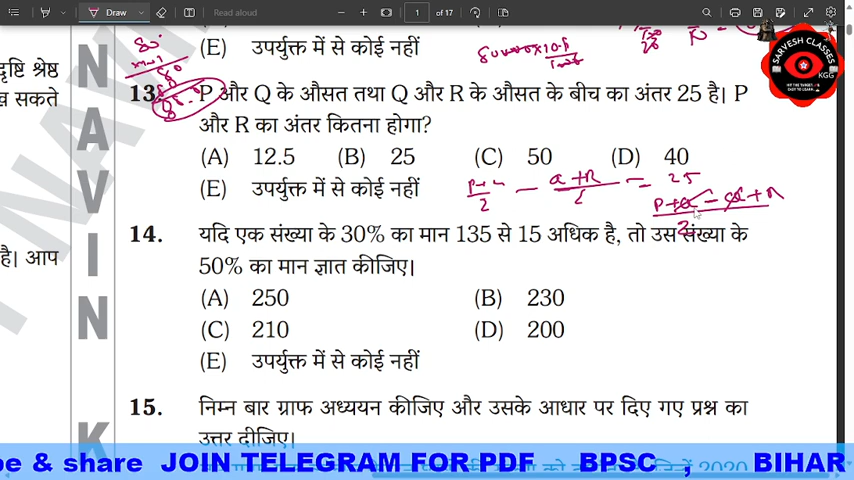 Draw
Read aloud
1 of 17
SARVESH CLASSES
KGG
(E) उपर्युक्त में से कोई नहीं
दृष्टि श्रेष्ठ
ख सकते
है। आप
NAVIN K
13. P और Q के औसत तथा Q और R के औसत के बीच का अंतर 25 है। P
और R का अंतर कितना होगा?
(A) 12.5 (B) 25 (C) 50 (D) 40
(E) उपर्युक्त में से कोई नहीं
14. यदि एक संख्या के 30% का मान 135 से 15 अधिक है, तो उस संख्या के
50% का मान ज्ञात कीजिए।
(A) 250 (B) 230
(C) 210 (D) 200
(E) उपर्युक्त में से कोई नहीं
15. निम्न बार ग्राफ अध्ययन कीजिए और उसके आधार पर दिए गए प्रश्न का
उत्तर दीजिए।
be & share JOIN TELEGRAM FOR PDF BPSC , BIHAR